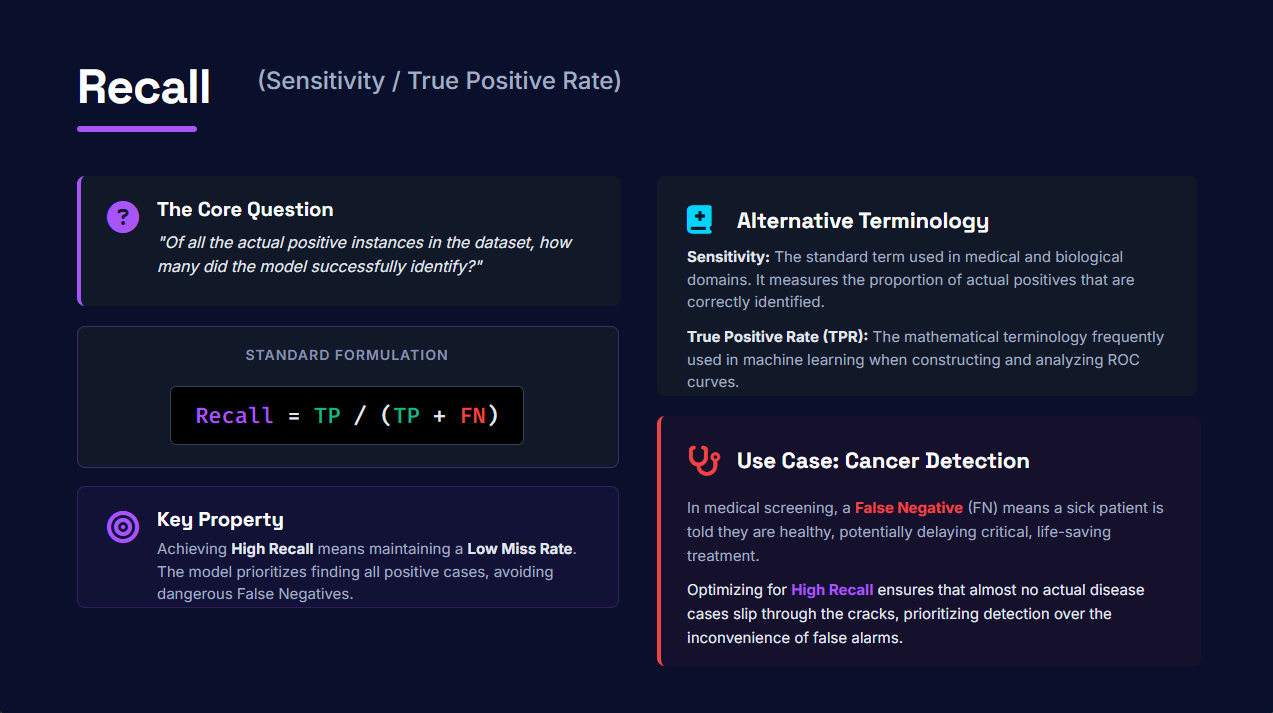 Recall
(Sensitivity / True Positive Rate)
?
The Core Question
"Of all the actual positive instances in the dataset, how
many did the model successfully identify?"
STANDARD FORMULATION
Recall = TP / (TP + FN)
Key Property
Achieving High Recall means maintaining a Low Miss Rate.
The model prioritizes finding all positive cases, avoiding
dangerous False Negatives.
Alternative Terminology
Sensitivity: The standard term used in medical and biological
domains. It measures the proportion of actual positives that are
correctly identified.
True Positive Rate (TPR): The mathematical terminology frequently
used in machine learning when constructing and analyzing ROC
curves.
Use Case: Cancer Detection
In medical screening, a False Negative (FN) means a sick patient is
told they are healthy, potentially delaying critical, life-saving
treatment.
Optimizing for High Recall ensures that almost no actual disease
cases slip through the cracks, prioritizing detection over the
inconvenience of false alarms.